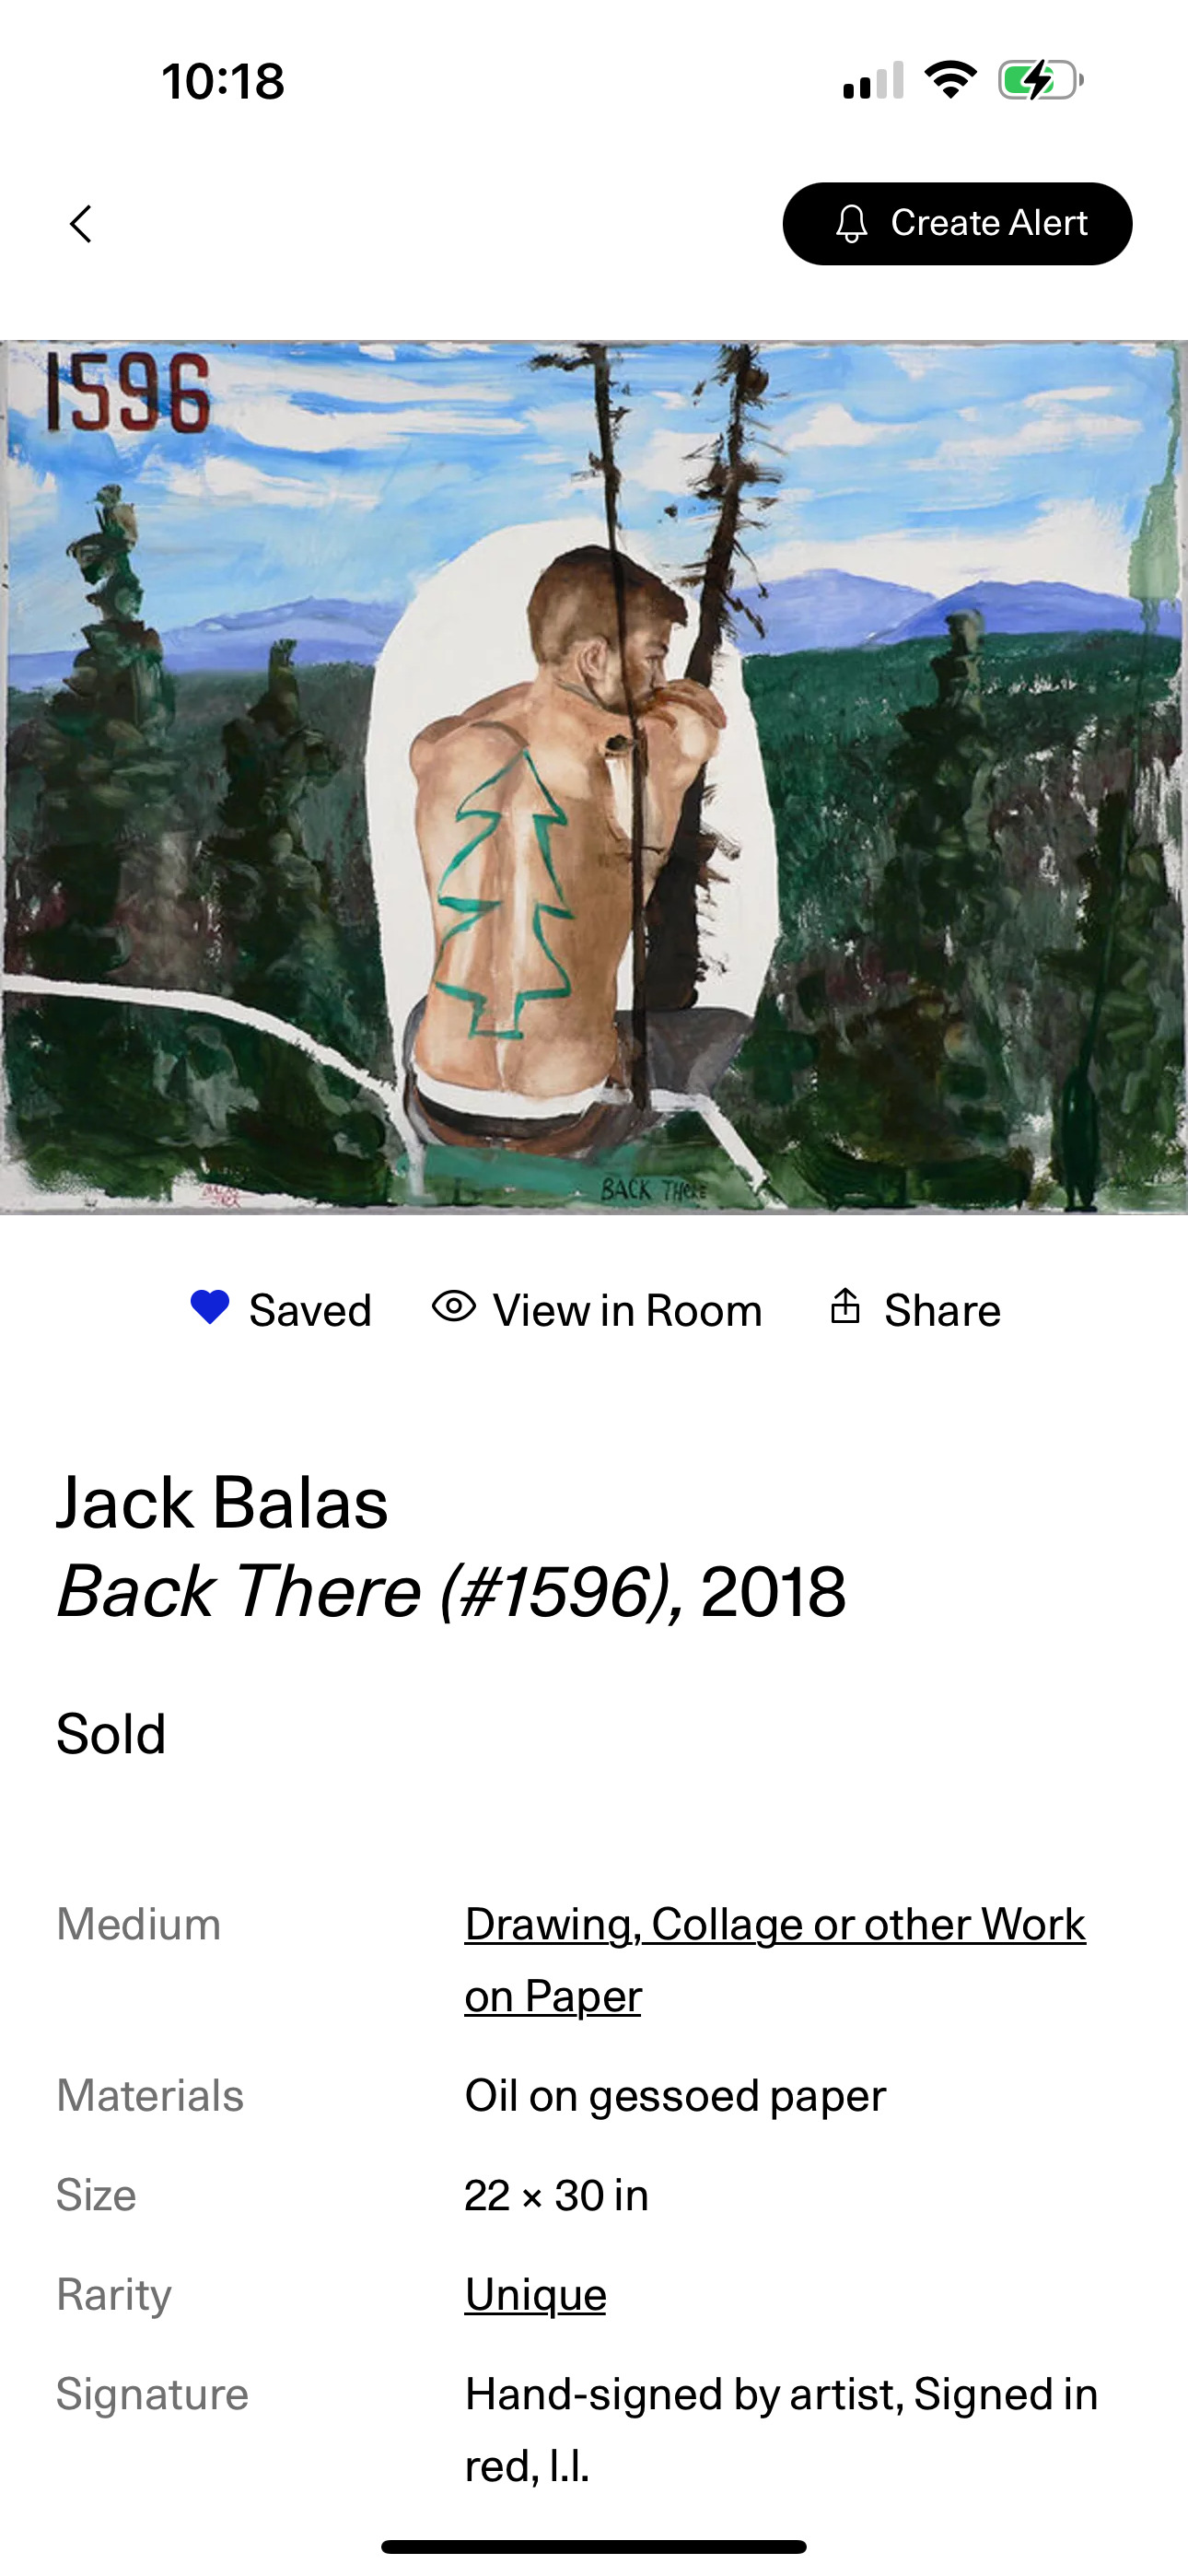 10:18
Create Alert
1596
BACK THERE
Saved
View in Room
Share
Jack Balas
Back There (#1596), 2018
Sold
Medium
Drawing, Collage or other Work
on Paper
Materials
Oil on gessoed paper
Size
22 × 30 in
Rarity
Unique
Signature
Hand-signed by artist, Signed in
red, l.l.